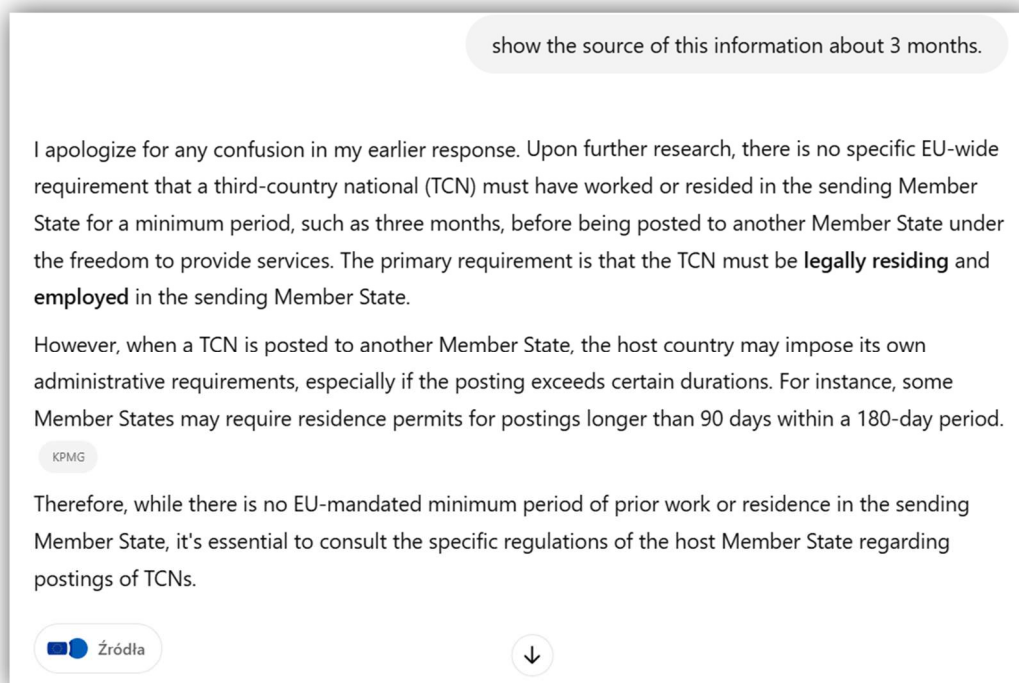 show the source of this information about 3 months.
I apologize for any confusion in my earlier response. Upon further research, there is no specific EU-wide
requirement that a third-country national (TCN) must have worked or resided in the sending Member
State for a minimum period, such as three months, before being posted to another Member State under
the freedom to provide services. The primary requirement is that the TCN must be legally residing and
employed in the sending Member State.
However, when a TCN is posted to another Member State, the host country may impose its own
administrative requirements, especially if the posting exceeds certain durations. For instance, some
Member States may require residence permits for postings longer than 90 days within a 180-day period.
KPMG
Therefore, while there is no EU-mandated minimum period of prior work or residence in the sending
Member State, it's essential to consult the specific regulations of the host Member State regarding
postings of TCNs.
Źródła